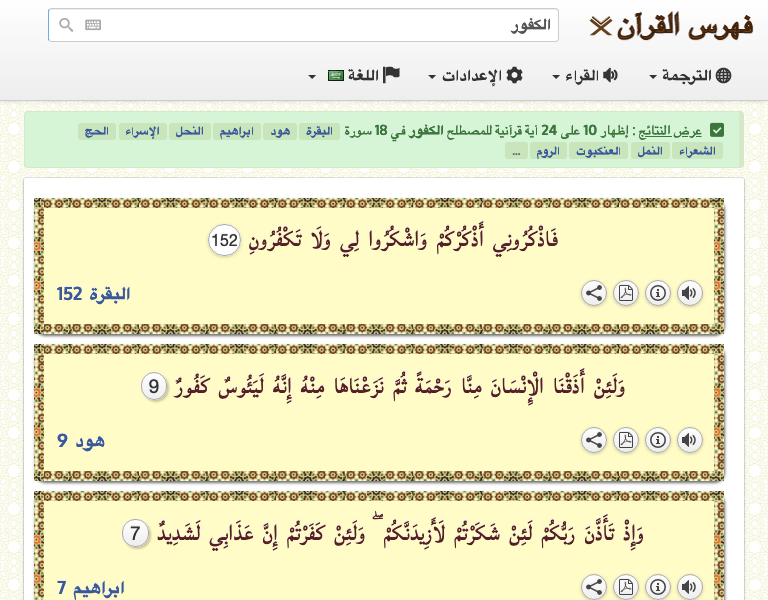 فهرس القرآن
الكفور
الترجمة القراء الإعدادات اللغة
عرض النتائج : إظهار 10 على 24 آية قرآنية للمصطلح الكفور في 18 سورة البقرة هود ابراهيم النحل الإسراء الحج
الشعراء النمل العنكبوت الروم ...
فَاذْكُرُونِي أَذْكُرْكُمْ وَاشْكُرُوا لِي وَلَا تَكْفُرُونِ 152
البقرة 152
وَلَئِنْ أَذَقْنَا الْإِنْسَانَ مِنَّا رَحْمَةً ثُمَّ نَزَعْنَاهَا مِنْهُ إِنَّهُ لَيَئُوسٌ كَفُورٌ 9
هود 9
وَإِذْ تَأَذَّنَ رَبُّكُمْ لَئِنْ شَكَرْتُمْ لَأَزِيدَنَّكُمْ ۖ وَلَئِنْ كَفَرْتُمْ إِنَّ عَذَابِي لَشَدِيدٌ 7
ابراهيم 7